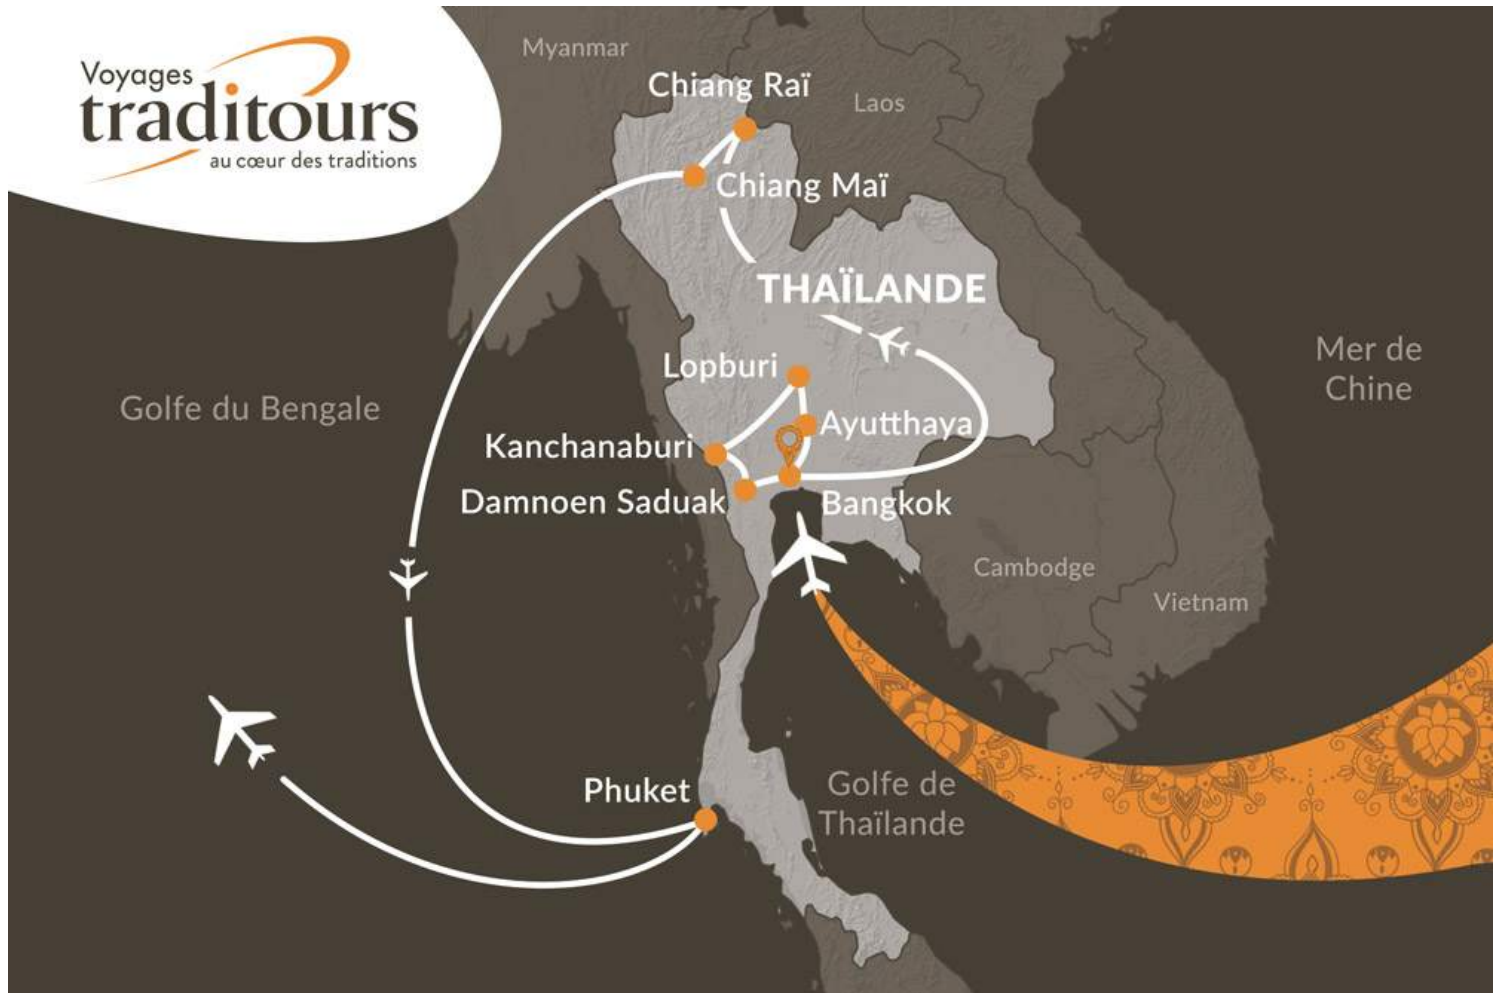 Voyages
traditours
au cœur des traditions
Myanmar
Chiang Raï
Laos
Chiang Maï
THAÏLANDE
Mer de
Chine
Lopburi
Golfe du Bengale
Ayutthaya
Kanchanaburi
Damnoen Saduak
Bangkok
Cambodge
Vietnam
Phuket
Golfe de
Thaïlande